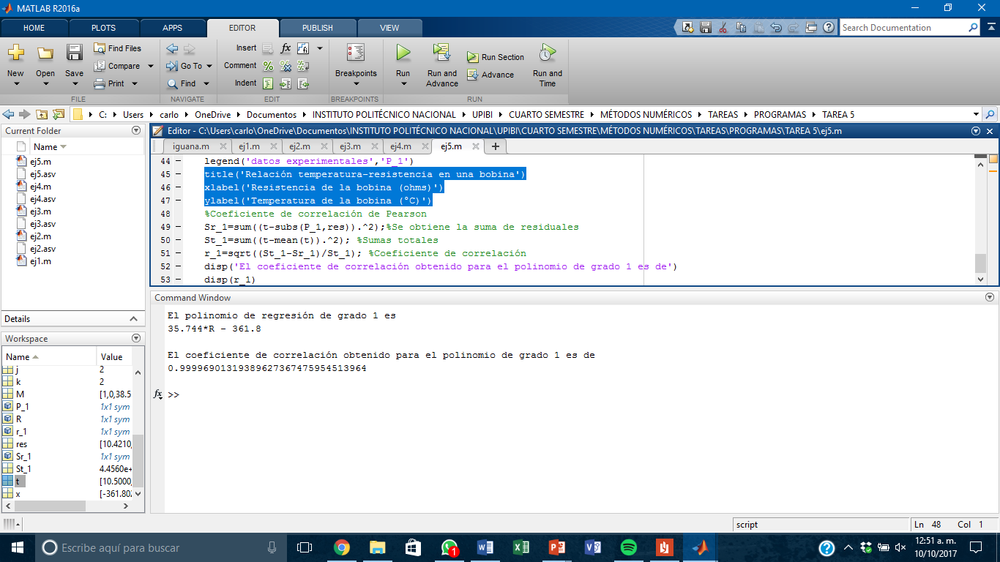 MATLAB R2016a
HOME PLOTS APPS EDITOR PUBLISH VIEW
Search Documentation
New Open Save Find Files Compare Print
Go To Find
Insert fx
Comment
Indent
Breakpoints
Run Run and Advance Run Section Advance Run and Time
FILE NAVIGATE EDIT BREAKPOINTS RUN
C: Users carlo OneDrive Documentos INSTITUTO POLITÉCNICO NACIONAL UPIBI CUARTO SEMESTRE MÉTODOS NUMÉRICOS TAREAS PROGRAMAS TAREA 5
Current Folder
Name
ej5.m
ej5.asv
ej4.m
ej4.asv
ej3.m
ej3.asv
ej2.m
ej2.asv
ej1.m
Details
Workspace
Name Value
j 2
k 2
M [1,0,38.5
P_1 1x1 sym
R 1x1 sym
r_1 1x1 sym
res [10.4210,
Sr_1 1x1 sym
St_1 4.4560e+
t [10.5000,
x [-361.802
Editor - C:\Users\carlo\OneDrive\Documentos\INSTITUTO POLITÉCNICO NACIONAL\UPIBI\CUARTO SEMESTRE\MÉTODOS NUMÉRICOS\TAREAS\PROGRAMAS\TAREA 5\ej5.m
iguana.m ej1.m ej2.m ej3.m ej4.m ej5.m
44 – legend('datos experimentales','P_1')
45 – title('Relación temperatura-resistencia en una bobina')
46 – xlabel('Resistencia de la bobina (ohms)')
47 – ylabel('Temperatura de la bobina (°C)')
48 %Coeficiente de correlación de Pearson
49 – Sr_1=sum((t-subs(P_1,res)).^2);%Se obtiene la suma de residuales
50 – St_1=sum((t-mean(t)).^2); %Sumas totales
51 – r_1=sqrt((St_1-Sr_1)/St_1); %Coeficiente de correlación
52 – disp('El coeficiente de correlación obtenido para el polinomio de grado 1 es de')
53 – disp(r_1)
Command Window
El polinomio de regresión de grado 1 es
35.744*R - 361.8
El coeficiente de correlación obtenido para el polinomio de grado 1 es de
0.99996901319389627367475954513964
fx >>
script Ln 48 Col 1
Escribe aquí para buscar
1
12:51 a. m.
10/10/2017